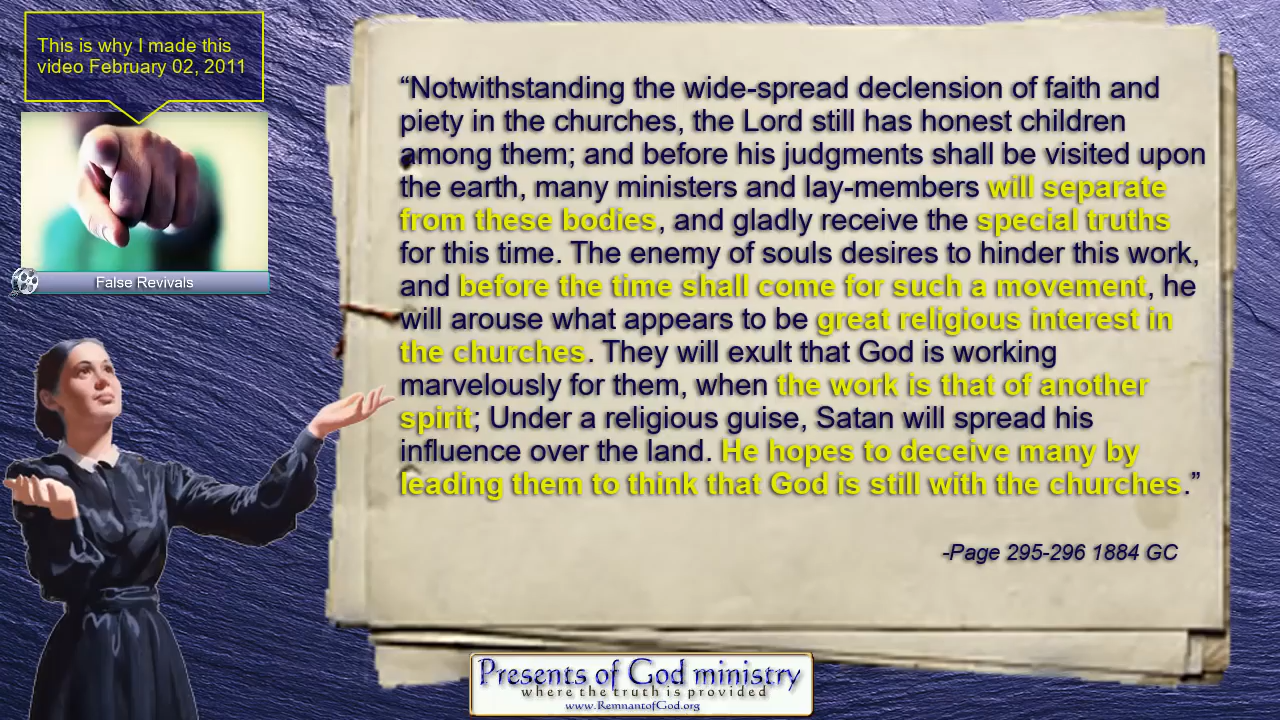 This is why I made this
video February 02, 2011
False Revivals
“Notwithstanding the wide-spread declension of faith and
piety in the churches, the Lord still has honest children
among them; and before his judgments shall be visited upon
the earth, many ministers and lay-members will separate
from these bodies, and gladly receive the special truths
for this time. The enemy of souls desires to hinder this work,
and before the time shall come for such a movement, he
will arouse what appears to be great religious interest in
the churches. They will exult that God is working
marvelously for them, when the work is that of another
spirit; Under a religious guise, Satan will spread his
influence over the land. He hopes to deceive many by
leading them to think that God is still with the churches.”
-Page 295-296 1884 GC
Presents of God ministry
where the truth is provided
www.RemnantofGod.org